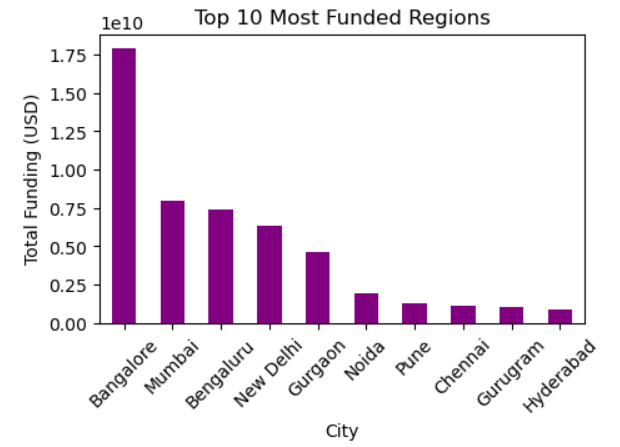 Top 10 Most Funded Regions
1e10
Total Funding (USD)
1.75
1.50
1.25
1.00
0.75
0.50
0.25
0.00
Bangalore
Mumbai
Bengaluru
New Delhi
Gurgaon
Noida
Pune
Chennai
Gurugram
Hyderabad
City